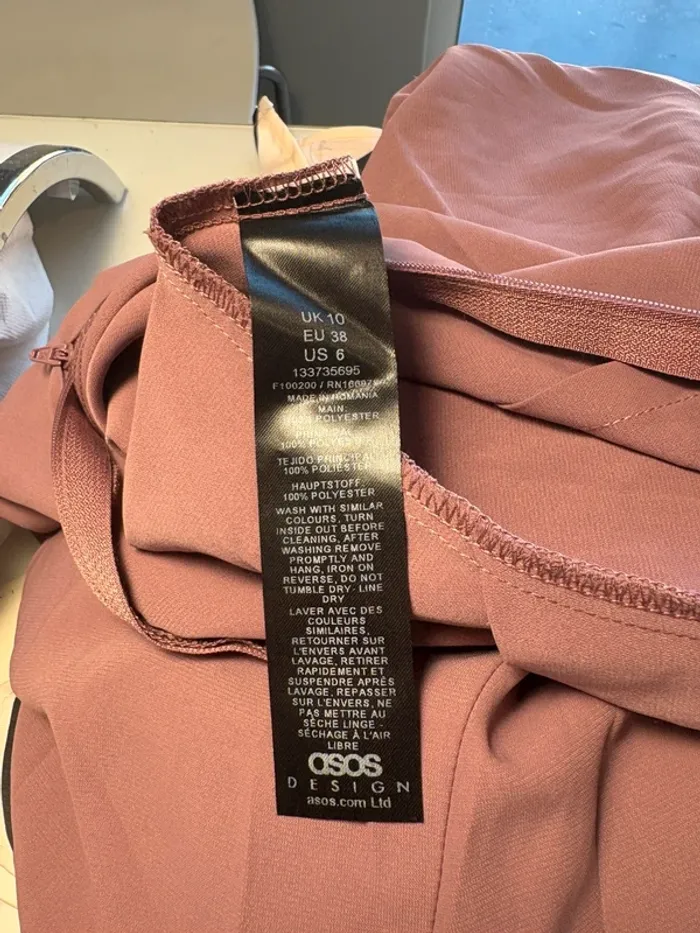 UK 10
EU 38
US 6
133735695
F100200 /
MADE IN ROMANIA
MAIN:
100% POLYESTER
100%
TEJIDO PRINCIPAL
100% POLIESTER
HAUPTSTOFF:
100% POLYESTER
WASH WITH SIMILAR
COLOURS, TURN
INSIDE OUT BEFORE
CLEANING, AFTER
WASHING REMOVE
PROMPTLY AND
HANG, IRON ON
REVERSE, DO NOT
TUMBLE DRY - LINE
DRY
LAVER AVEC DES
COULEURS
SIMILAIRES,
RETOURNER SUR
L'ENVERS AVANT
LAVAGE, RETIRER
RAPIDEMENT ET
SUSPENDRE APRÈS
LAVAGE, REPASSER
SUR L'ENVERS, NE
PAS METTRE AU
SÈCHE LINGE -
SÉCHAGE À L'AIR
LIBRE
asos
DESIGN
asos.com Ltd